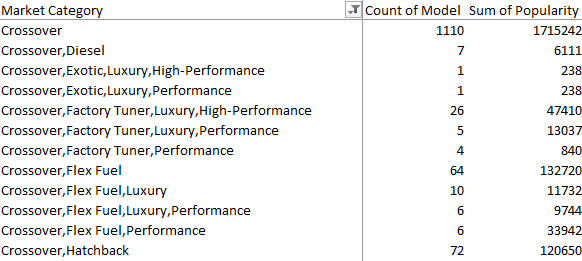 Market Category Count of Model Sum of Popularity
Crossover 1110 1715242
Crossover,Diesel 7 6111
Crossover,Exotic,Luxury,High-Performance 1 238
Crossover,Exotic,Luxury,Performance 1 238
Crossover,Factory Tuner,Luxury,High-Performance 26 47410
Crossover,Factory Tuner,Luxury,Performance 5 13037
Crossover,Factory Tuner,Performance 4 840
Crossover,Flex Fuel 64 132720
Crossover,Flex Fuel,Luxury 10 11732
Crossover,Flex Fuel,Luxury,Performance 6 9744
Crossover,Flex Fuel,Performance 6 33942
Crossover,Hatchback 72 120650